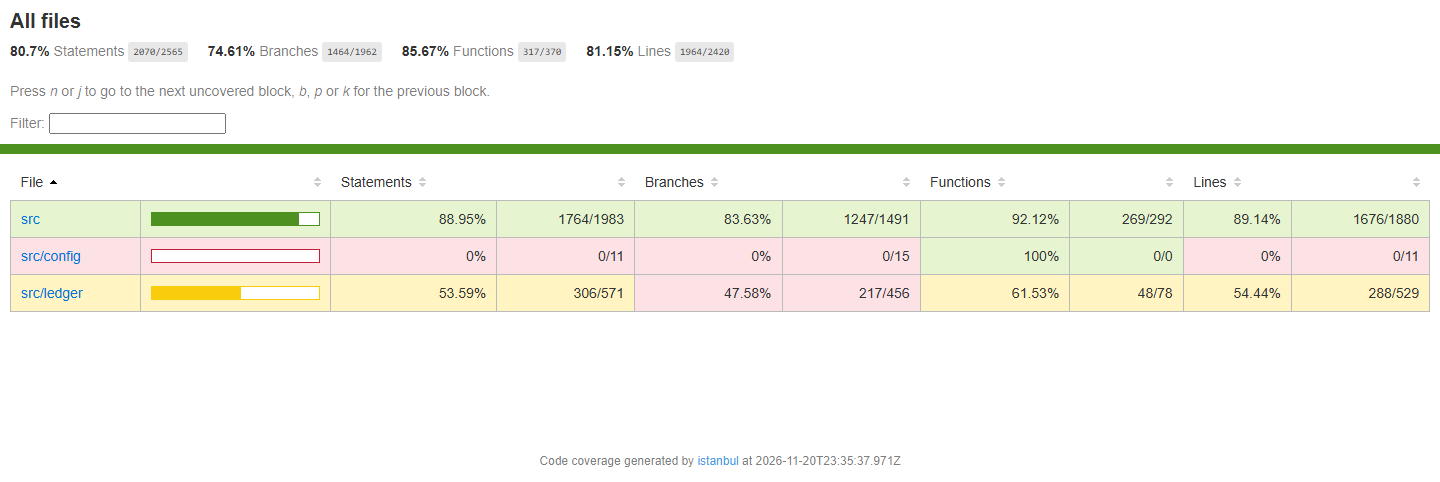 All files
80.7% Statements 2070/2565 74.61% Branches 1464/1962 85.67% Functions 317/370 81.15% Lines 1964/2420
Press n or j to go to the next uncovered block, b, p or k for the previous block.
Filter:
File Statements Branches Functions Lines
src 88.95% 1764/1983 83.63% 1247/1491 92.12% 269/292 89.14% 1676/1880
src/config 0% 0/11 0% 0/15 100% 0/0 0% 0/11
src/ledger 53.59% 306/571 47.58% 217/456 61.53% 48/78 54.44% 288/529
Code coverage generated by istanbul at 2026-11-20T23:35:37.971Z